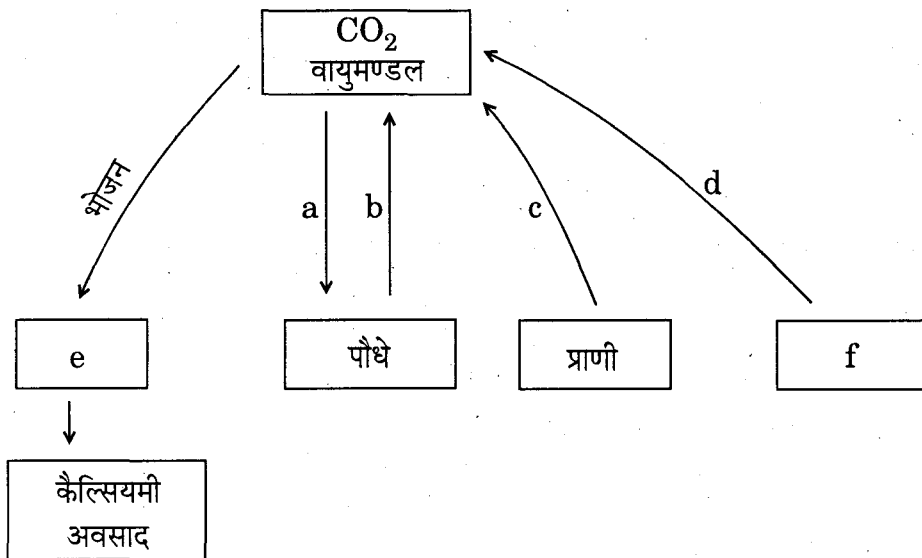 CO₂
वायुमण्डल
भोजन
a
b
c
d
e
पौधे
प्राणी
f
कैल्सियमी
अवसाद